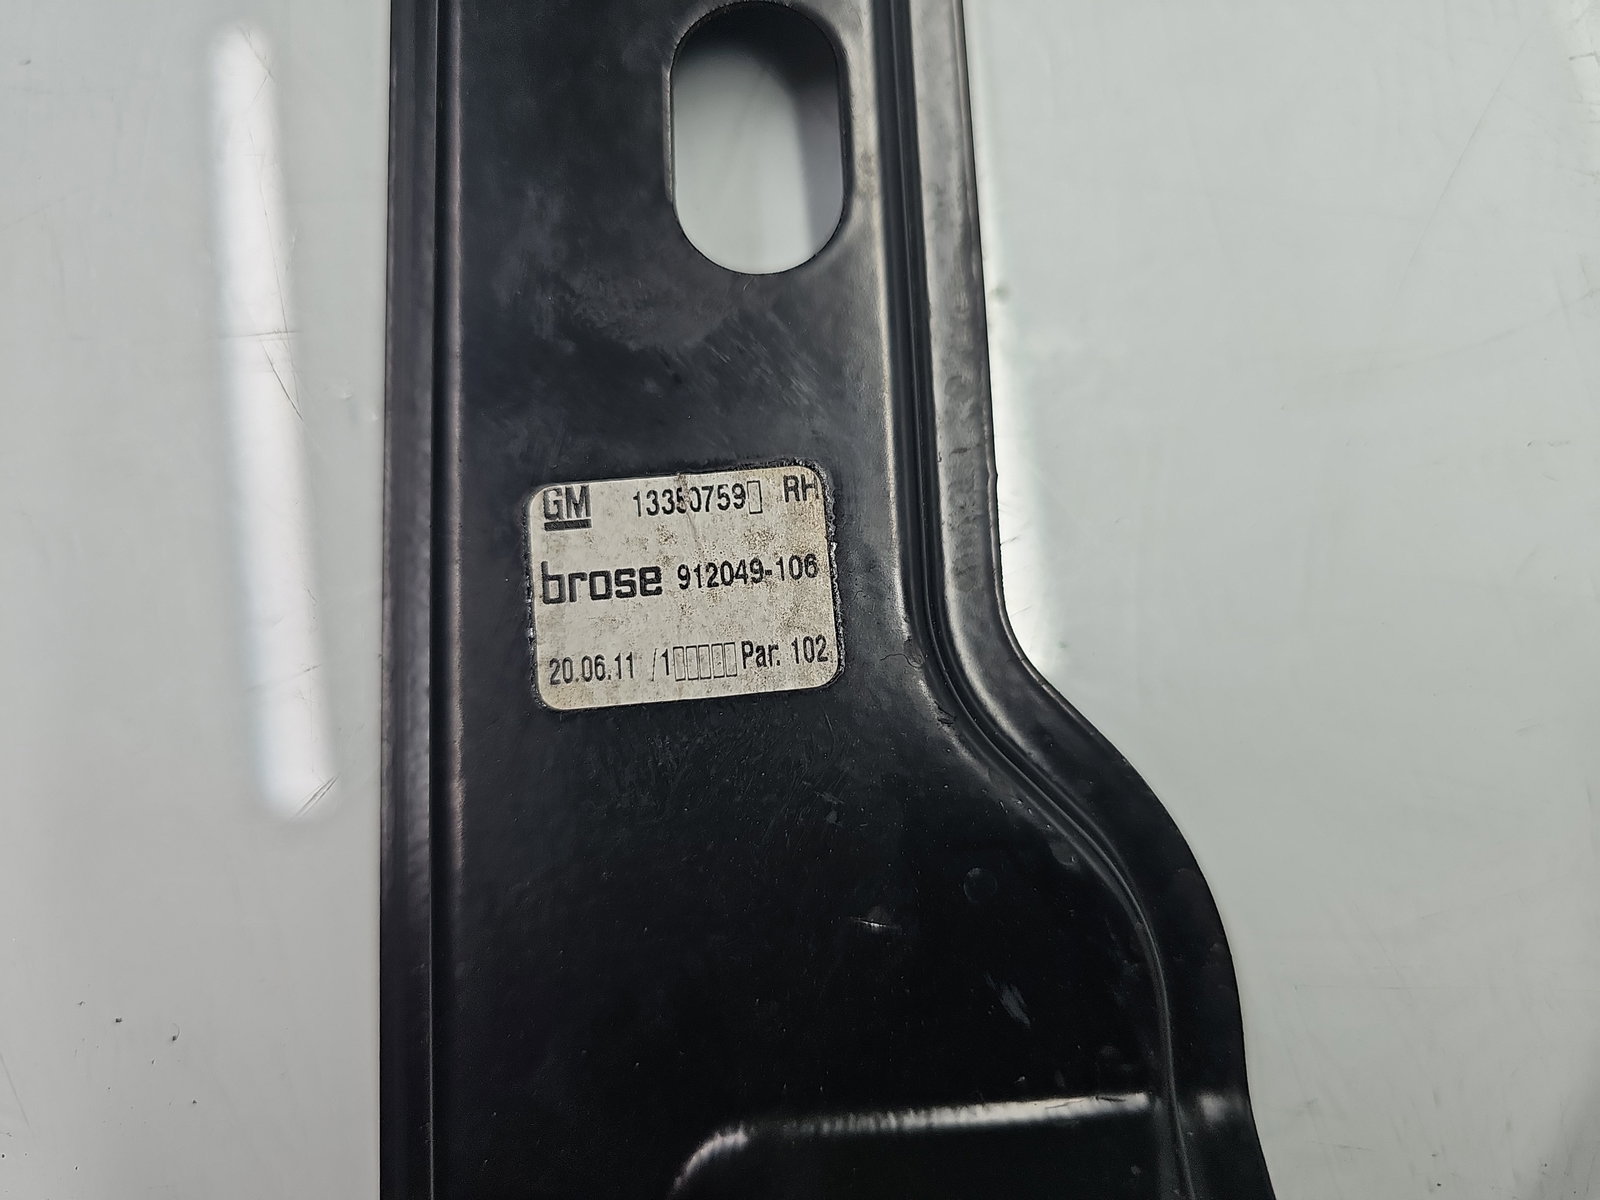 GM 13350759▯ RH
brose 912049-106
20.06.11 /1▯▯▯▯▯Par. 102